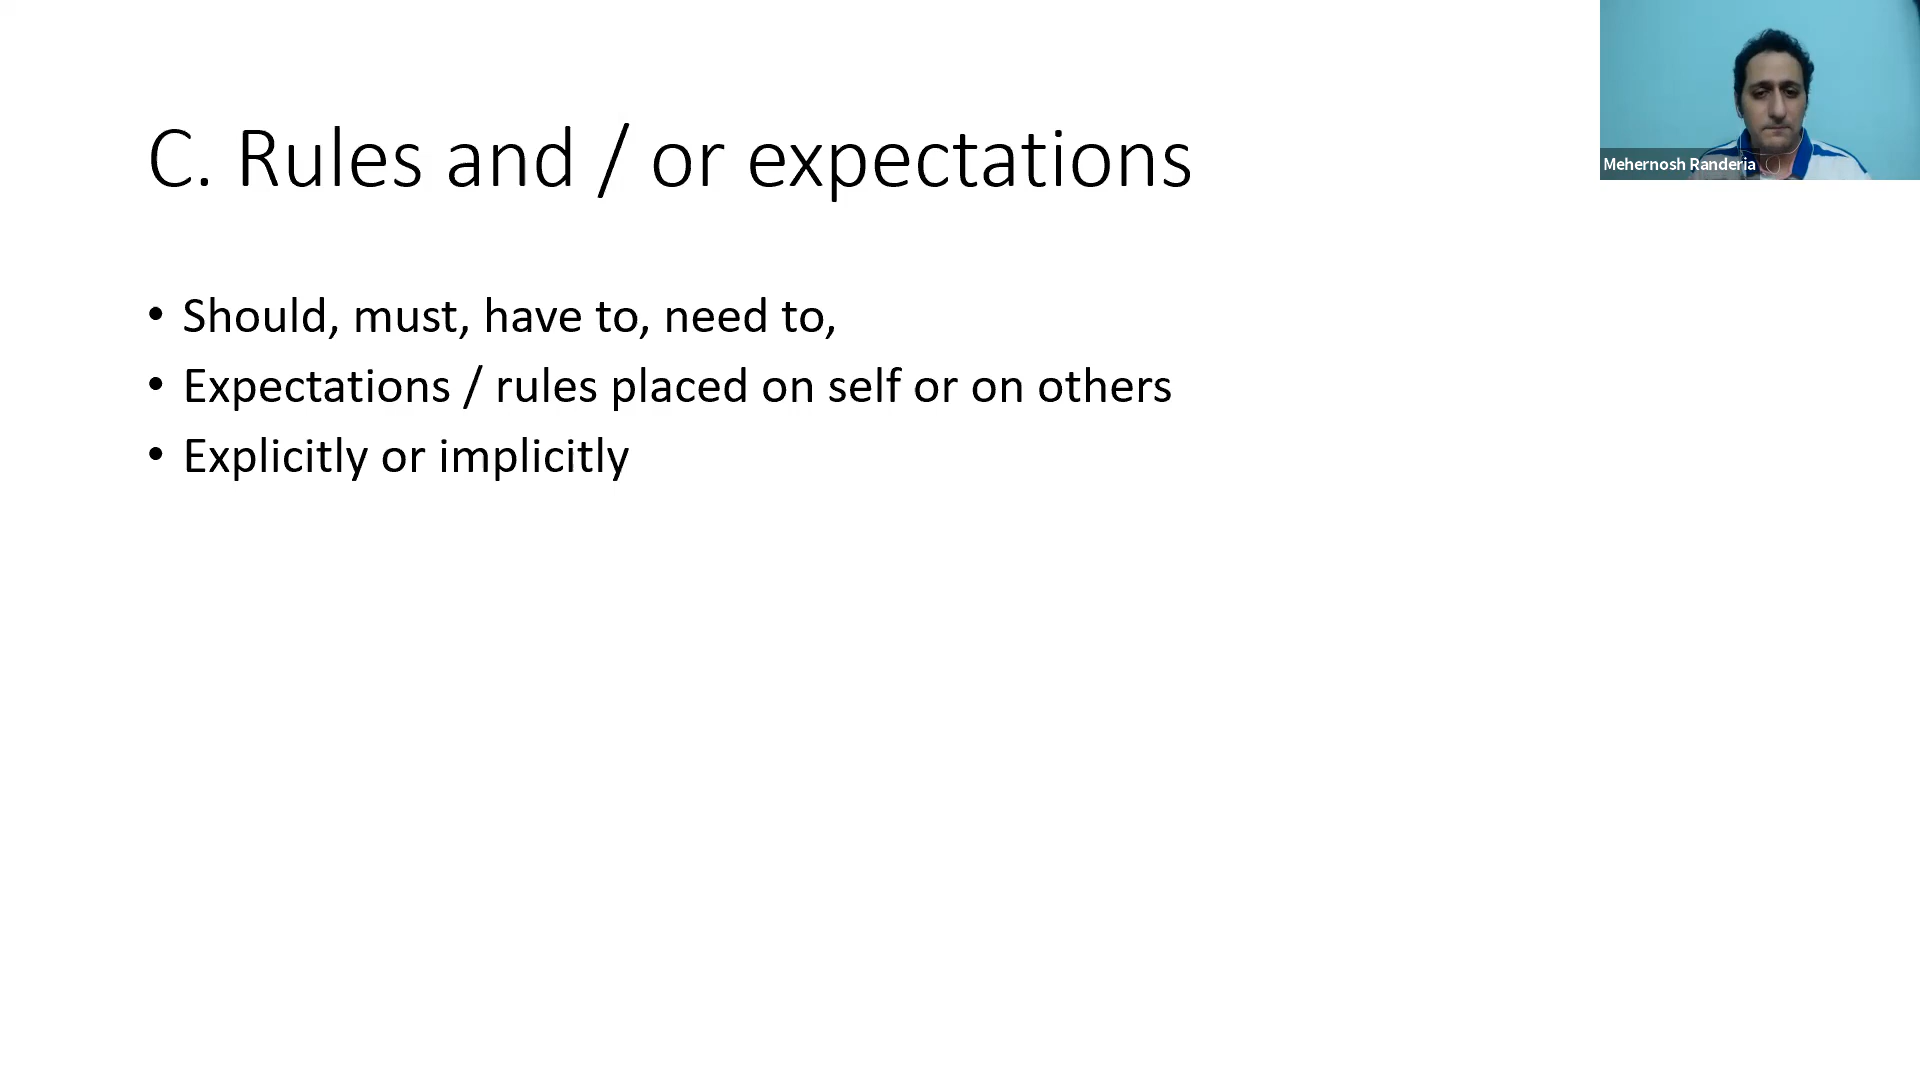 C. Rules and / or expectations
Mehernosh Randeria
• Should, must, have to, need to,
• Expectations / rules placed on self or on others
• Explicitly or implicitly